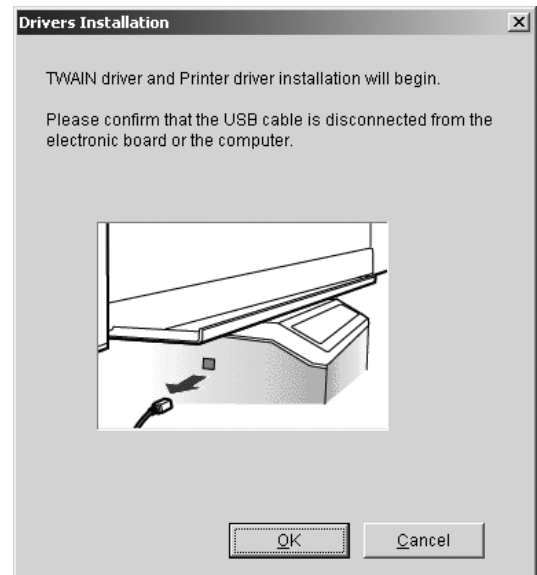 Drivers Installation
TWAIN driver and Printer driver installation will begin.
Please confirm that the USB cable is disconnected from the
electronic board or the computer.
OK
Cancel